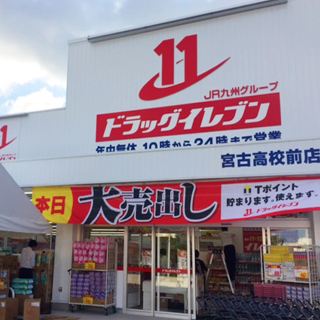 11
JR九州グループ
ドラッグイレブン
年中無休 10時から24時まで営業
宮古高校前店
本日 大売出し
Tポイント
貯まります。使えます。
ドラッグイレブン